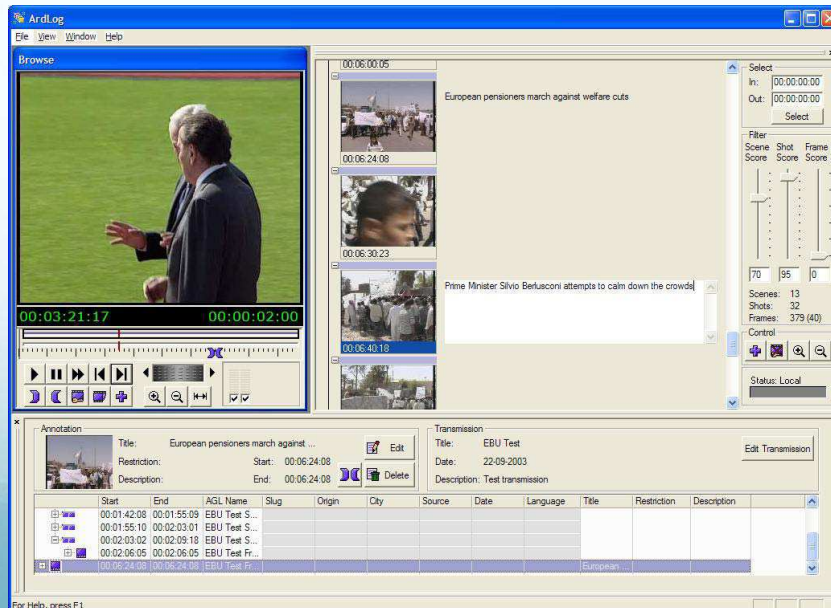 ArdLog
File View Window Help
Browse
00:03:21:17 00:00:02:00
00:06:00:05
European pensioners march against welfare cuts
00:06:24:08
00:06:30:23
Prime Minister Silvio Berlusconi attempts to calm down the crowds
00:06:40:18
Select
In: 00:00:00:00
Out: 00:00:00:00
Select
Filter
Scene Shot Frame
Score Score Score
70 95 0
Scenes: 13
Shots: 32
Frames: 379 (40)
Control
Status: Local
Annotation
Title: European pensioners march against ...
Restriction: Start: 00:06:24:08
Description: End: 00:06:24:08
Edit
Delete
Transmission
Title: EBU Test
Date: 22-09-2003
Description: Test transmission
Edit Transmission
Start End AGL Name Slug Origin City Source Date Language Title Restriction Description
00:01:42:08 00:01:55:09 EBU Test S...
00:01:55:10 00:02:03:01 EBU Test S...
00:02:03:02 00:02:09:18 EBU Test S...
00:02:06:05 00:02:06:05 EBU Test Fr...
00:06:24:08 00:06:24:08 EBU Test Fr... European ...
For Help, press F1